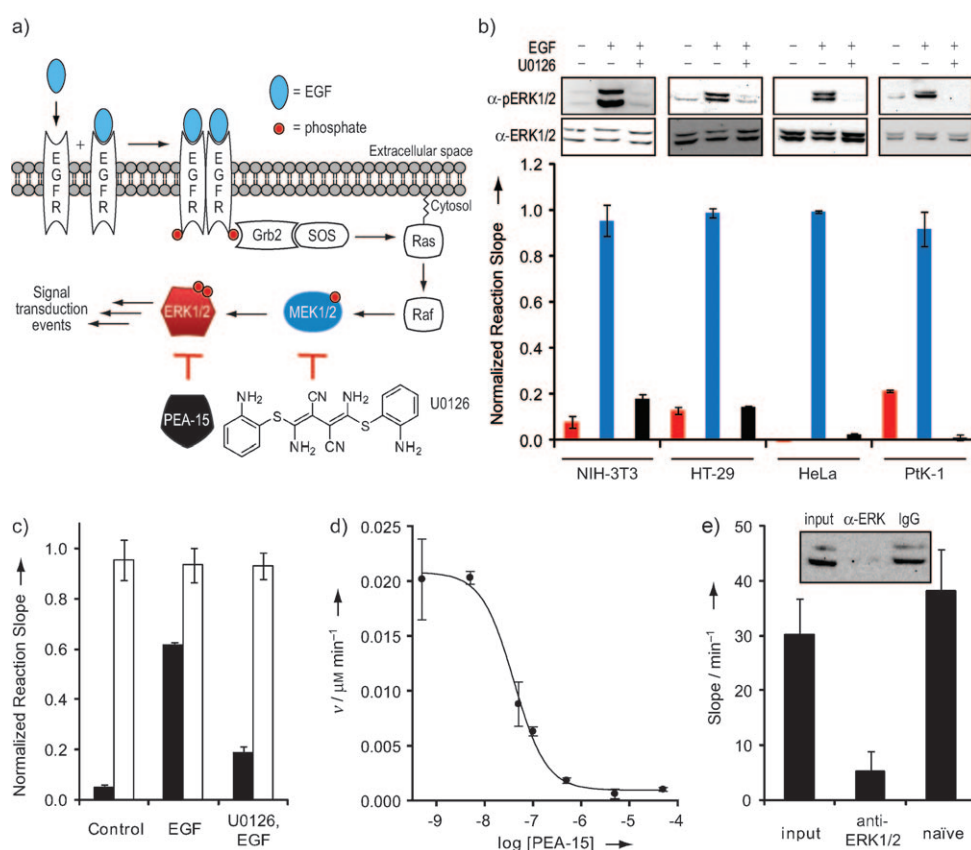 a)
= EGF
= phosphate
EGFR
+
EGFR
EGFR
EGFR
Extracellular space
Cytosol
Grb2
SOS
Ras
Signal
transduction
events
ERK1/2
MEK1/2
Raf
PEA-15
NH2
S
NH2
CN
CN
NH2
S
NH2
U0126
b)
EGF – + + – + + – + + – + +
U0126 – – + – – + – – + – – +
α-pERK1/2
α-ERK1/2
Normalized Reaction Slope
1.2
1.0
0.8
0.6
0.4
0.2
0.0
NIH-3T3 HT-29 HeLa PtK-1
c)
Normalized Reaction Slope
1.0
0.8
0.6
0.4
0.2
0.0
Control EGF U0126,
EGF
d)
v / μM min–1
0.025
0.020
0.015
0.010
0.005
0.000
-9 -8 -7 -6 -5 -4
log [PEA-15]
e)
input α-ERK IgG
Slope / min–1
50
40
30
20
10
0
input anti-
ERK1/2 naïve